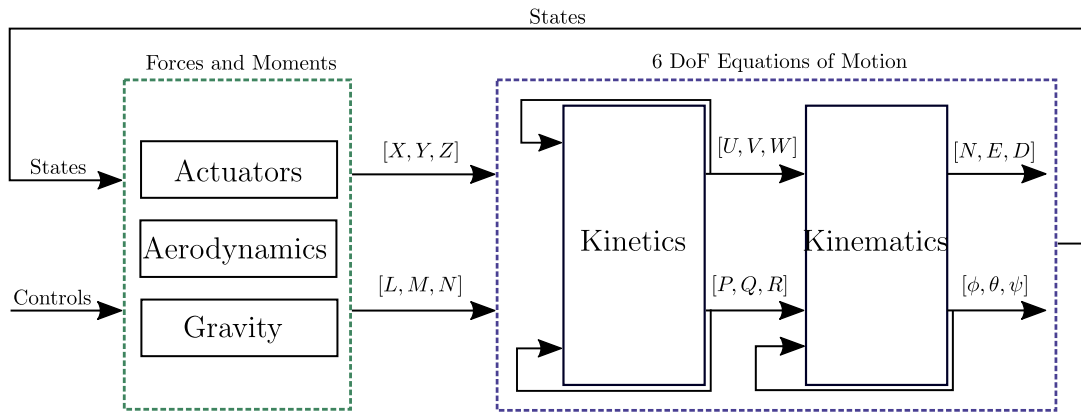 States
Forces and Moments
6 DoF Equations of Motion
States
Actuators
[X, Y, Z]
[U, V, W]
[N, E, D]
Aerodynamics
Kinetics
Kinematics
Controls
[L, M, N]
[P, Q, R]
[ϕ, θ, ψ]
Gravity